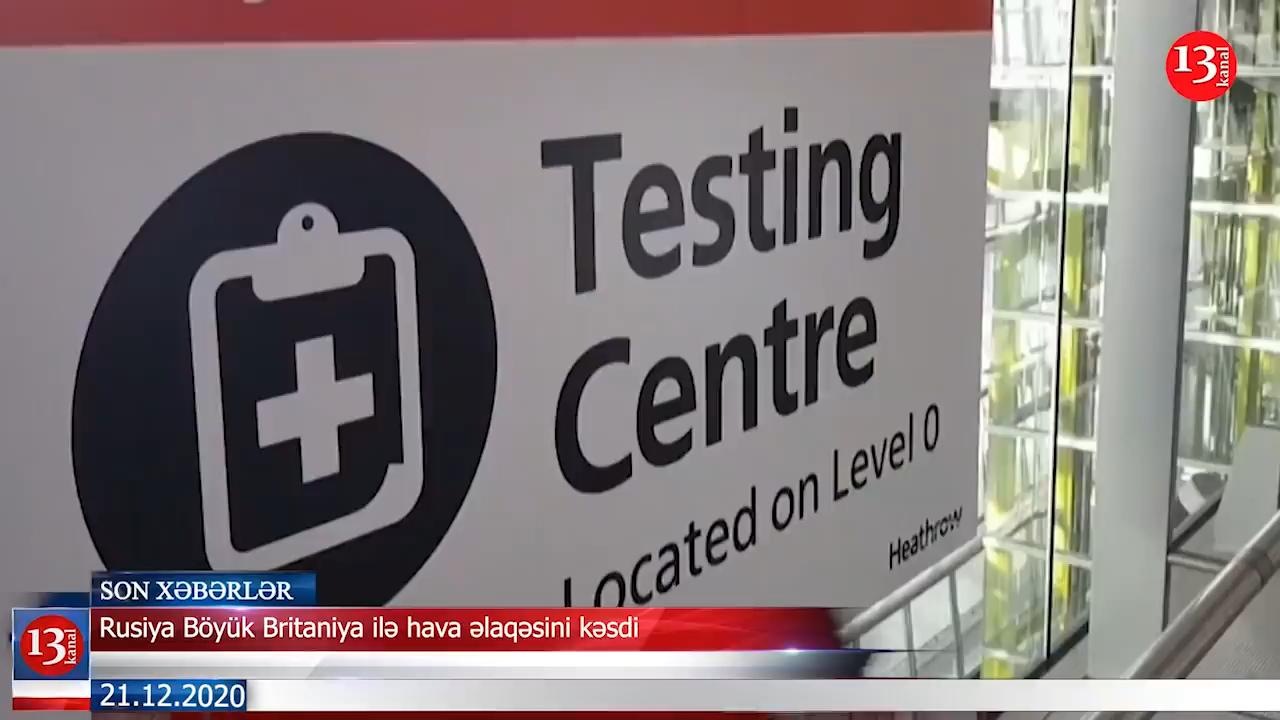 13 kanal
Testing
Centre
Located on Level 0
Heathrow
SON XƏBƏRLƏR
Rusiya Böyük Britaniya ilə hava əlaqəsini kəsdi
13 kanal
21.12.2020